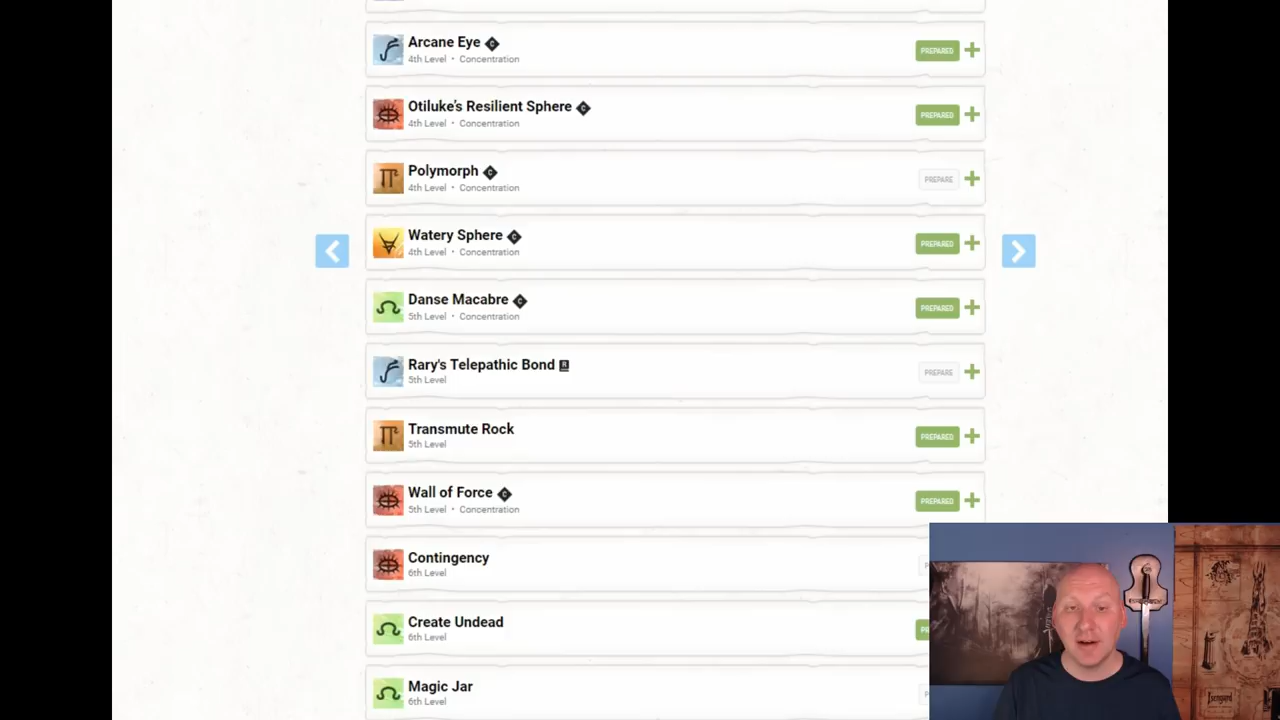 Arcane Eye C
4th Level • Concentration
PREPARED
Otiluke's Resilient Sphere C
4th Level • Concentration
PREPARED
Polymorph C
4th Level • Concentration
PREPARE
Watery Sphere C
4th Level • Concentration
PREPARED
Danse Macabre C
5th Level • Concentration
PREPARED
Rary's Telepathic Bond R
5th Level
PREPARE
Transmute Rock
5th Level
PREPARED
Wall of Force C
5th Level • Concentration
PREPARED
Contingency
6th Level
Create Undead
6th Level
Magic Jar
6th Level